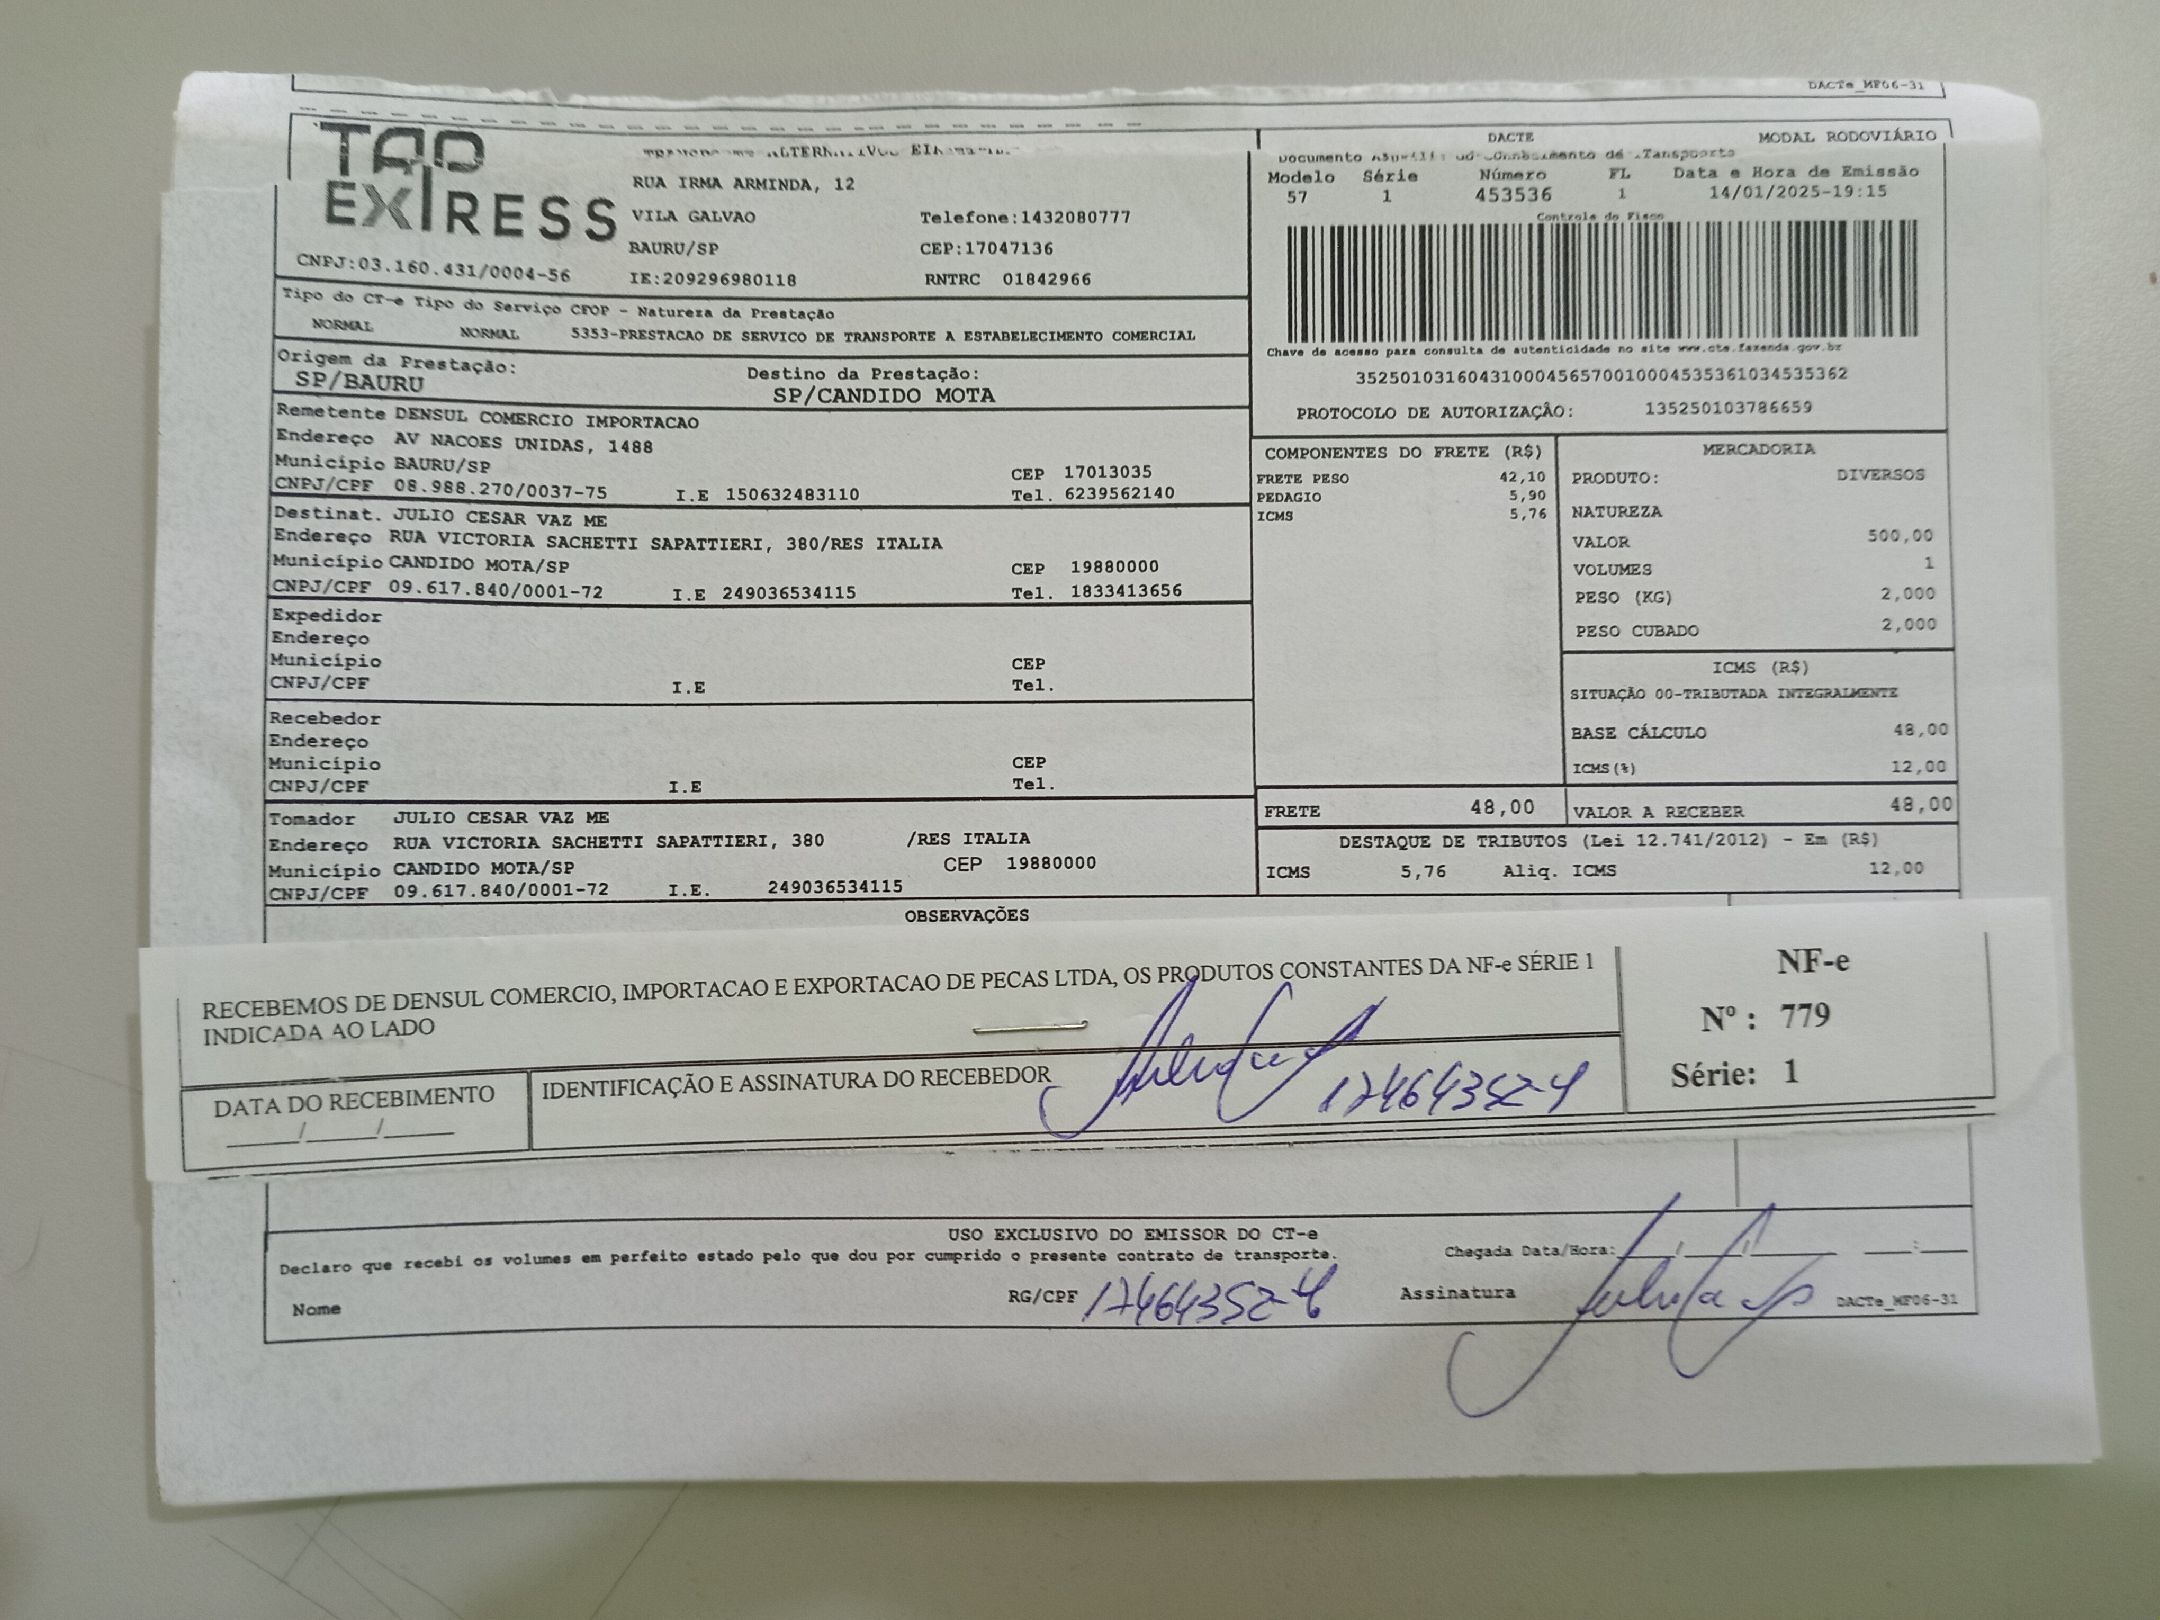 DACTe_MF06-31
TAO
EXPRESS
RUA IRMA ARMINDA, 12
VILA GALVAO Telefone:1432080777
BAURU/SP CEP:17047136
CNPJ:03.160.431/0004-56 IE:209296980118 RNTRC 01842966
Tipo do CT-e Tipo do Serviço CFOP - Natureza da Prestação
NORMAL NORMAL 5353-PRESTACAO DE SERVICO DE TRANSPORTE A ESTABELECIMENTO COMERCIAL
Origem da Prestação: Destino da Prestação:
SP/BAURU SP/CANDIDO MOTA
Remetente DENSUL COMERCIO IMPORTACAO
Endereço AV NACOES UNIDAS, 1488
Município BAURU/SP CEP 17013035
CNPJ/CPF 08.988.270/0037-75 I.E 150632483110 Tel. 6239562140
Destinat. JULIO CESAR VAZ ME
Endereço RUA VICTORIA SACHETTI SAPATTIERI, 380/RES ITALIA
Município CANDIDO MOTA/SP CEP 19880000
CNPJ/CPF 09.617.840/0001-72 I.E 249036534115 Tel. 1833413656
Expedidor
Endereço
Município CEP
CNPJ/CPF I.E Tel.
Recebedor
Endereço
Município CEP
CNPJ/CPF I.E Tel.
Tomador JULIO CESAR VAZ ME
Endereço RUA VICTORIA SACHETTI SAPATTIERI, 380 /RES ITALIA
Município CANDIDO MOTA/SP CEP 19880000
CNPJ/CPF 09.617.840/0001-72 I.E. 249036534115
DACTE MODAL RODOVIÁRIO
Documento de Transporte
Modelo Série Número FL Data e Hora de Emissão
57 1 453536 1 14/01/2025-19:15
Controle do Fisco
Chave de acesso para consulta de autenticidade no site www.cte.fazenda.gov.br
35250103160431000456570010004535361034535362
PROTOCOLO DE AUTORIZAÇÃO: 135250103786659
COMPONENTES DO FRETE (R$)
FRETE PESO 42,10
PEDAGIO 5,90
ICMS 5,76
MERCADORIA
PRODUTO: DIVERSOS
NATUREZA
VALOR 500,00
VOLUMES 1
PESO (KG) 2,000
PESO CUBADO 2,000
ICMS (R$)
SITUAÇÃO 00-TRIBUTADA INTEGRALMENTE
BASE CÁLCULO 48,00
ICMS(%) 12,00
FRETE 48,00 VALOR A RECEBER 48,00
DESTAQUE DE TRIBUTOS (Lei 12.741/2012) - Em (R$)
ICMS 5,76 Aliq. ICMS 12,00
OBSERVAÇÕES
RECEBEMOS DE DENSUL COMERCIO, IMPORTACAO E EXPORTACAO DE PECAS LTDA, OS PRODUTOS CONSTANTES DA NF-e SÉRIE 1
INDICADA AO LADO
DATA DO RECEBIMENTO
___/___/___
IDENTIFICAÇÃO E ASSINATURA DO RECEBEDOR
17464352-4
NF-e
Nº : 779
Série: 1
USO EXCLUSIVO DO EMISSOR DO CT-e
Declaro que recebi os volumes em perfeito estado pelo que dou por cumprido o presente contrato de transporte. Chegada Data/Hora:
Nome RG/CPF 17464352-4 Assinatura DACTe_MF06-31